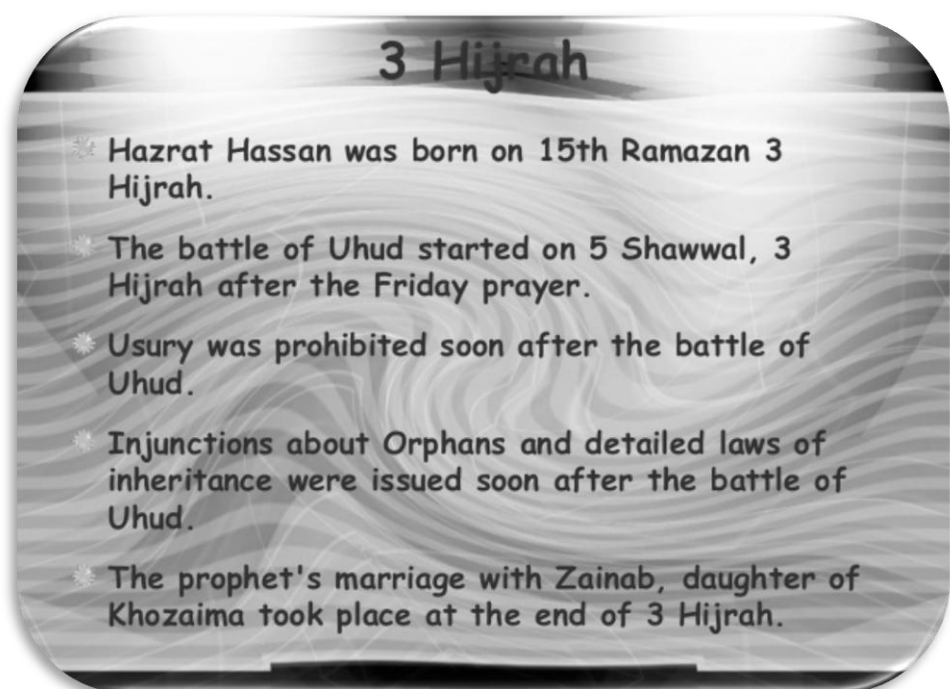 3 Hijrah
Hazrat Hassan was born on 15th Ramazan 3
Hijrah.
The battle of Uhud started on 5 Shawwal, 3
Hijrah after the Friday prayer.
Usury was prohibited soon after the battle of
Uhud.
Injunctions about Orphans and detailed laws of
inheritance were issued soon after the battle of
Uhud.
The prophet's marriage with Zainab, daughter of
Khozaima took place at the end of 3 Hijrah.